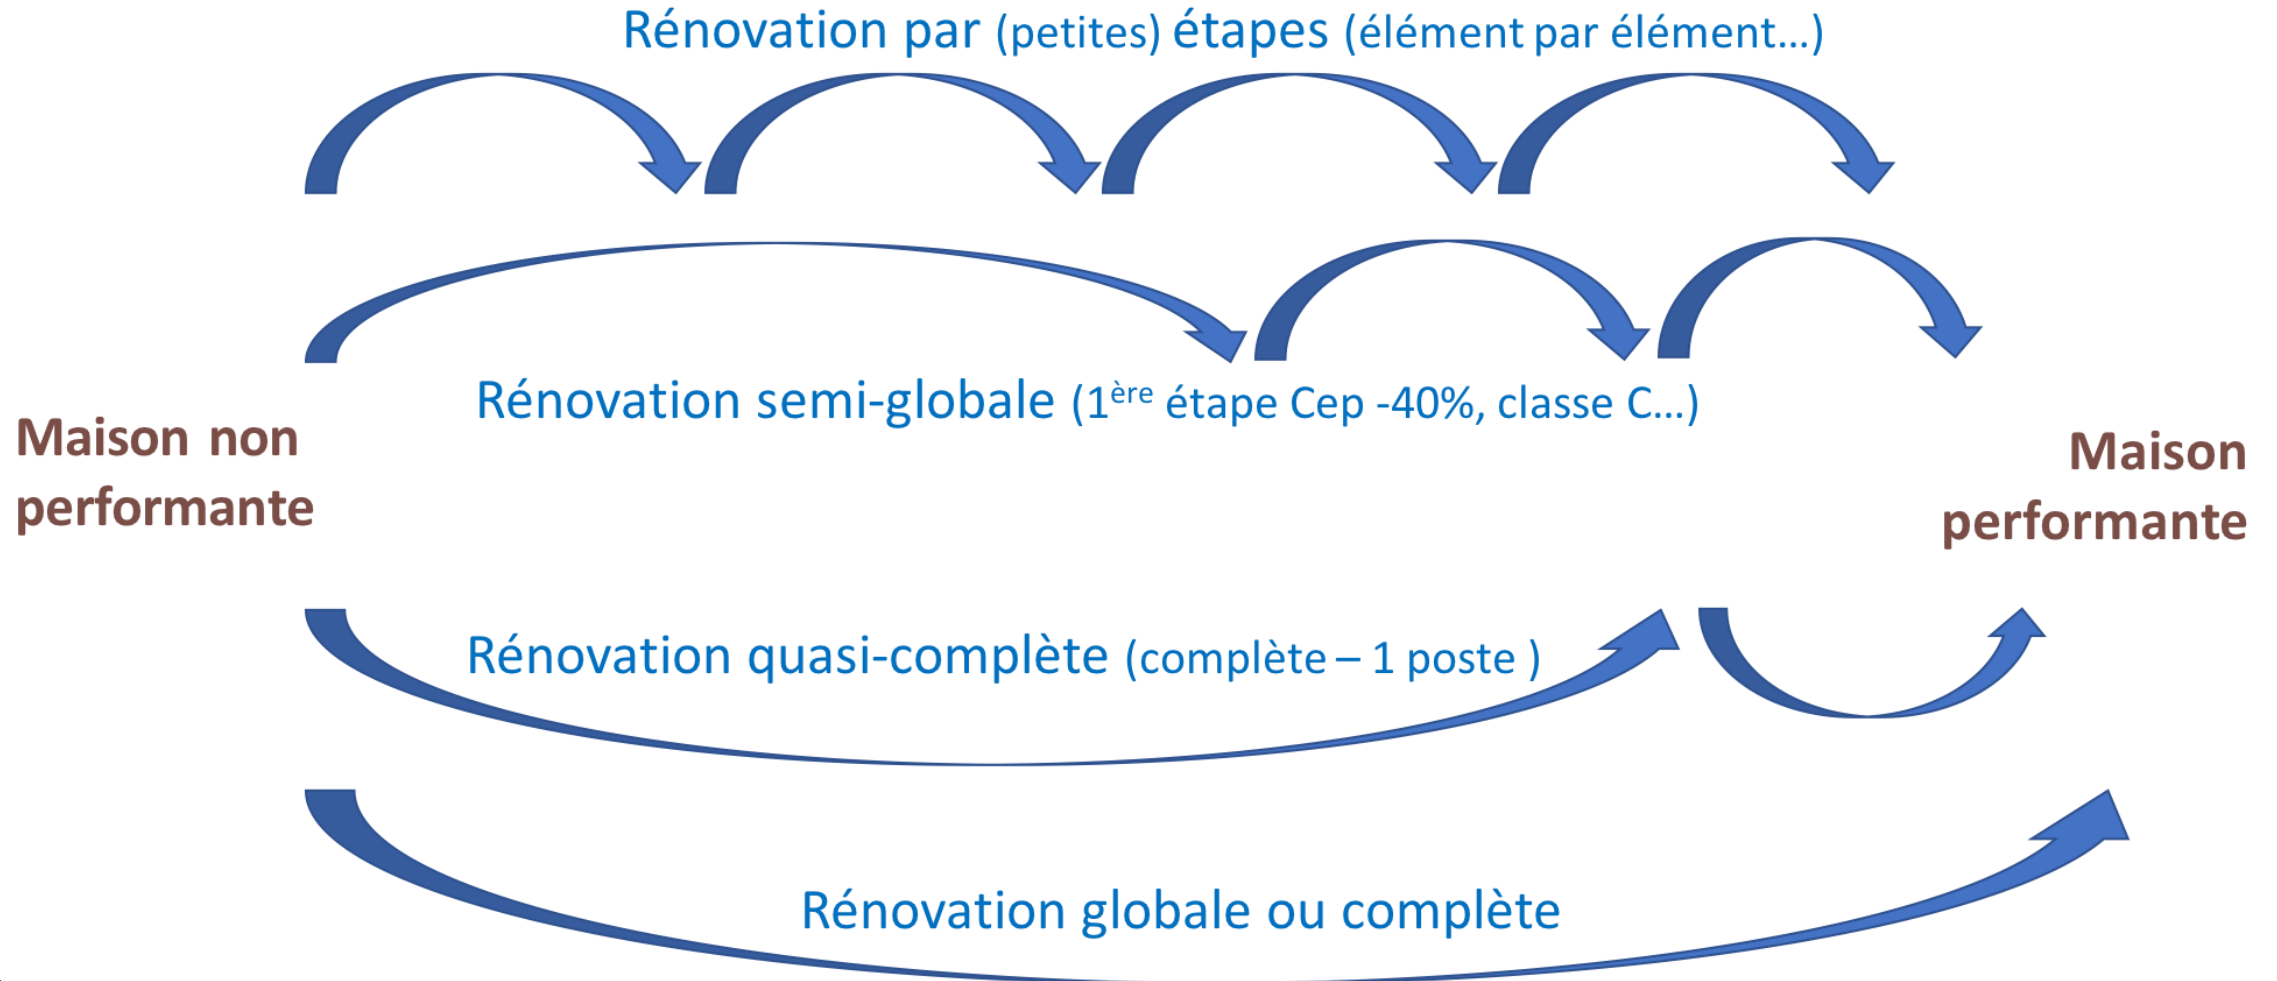 Rénovation par (petites) étapes (élément par élément...)
Rénovation semi-globale (1ère étape Cep -40%, classe C...)
Maison non
performante
Maison
performante
Rénovation quasi-complète (complète – 1 poste )
Rénovation globale ou complète